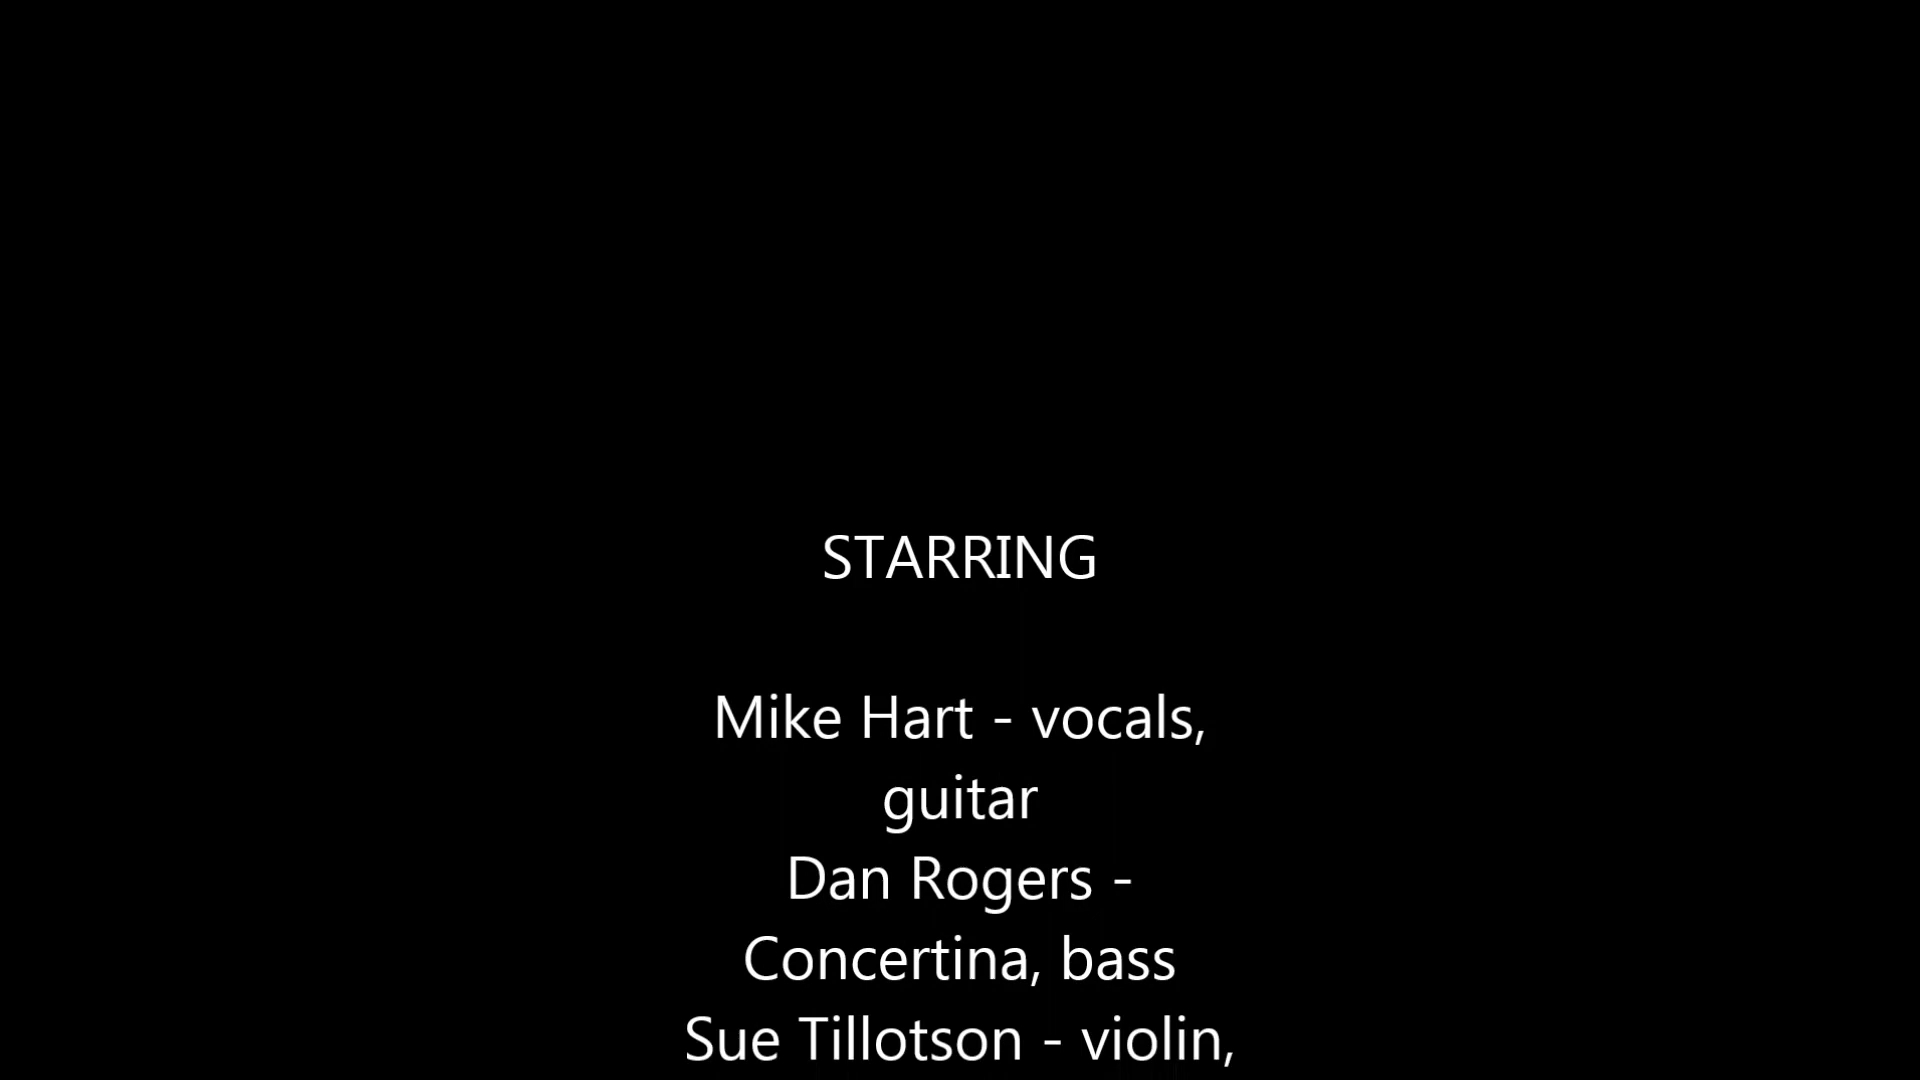 STARRING
Mike Hart - vocals,
guitar
Dan Rogers -
Concertina, bass
Sue Tillotson - violin,